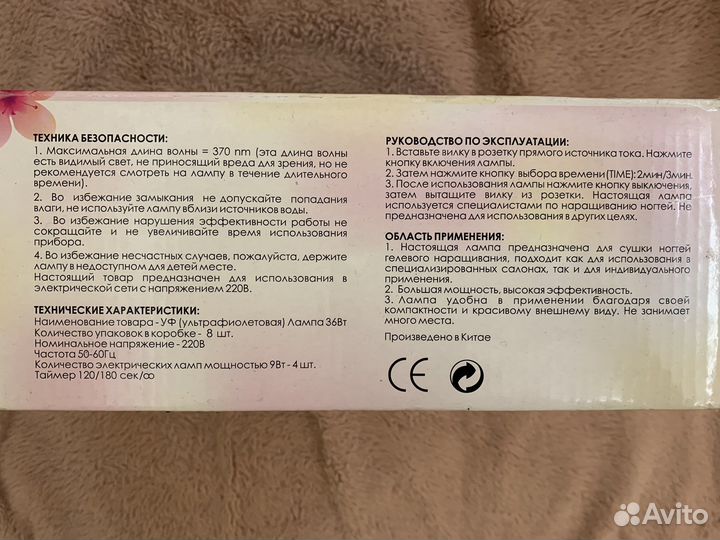 ТЕХНИКА БЕЗОПАСНОСТИ:
1. Максимальная длина волны = 370 nm (эта длина волны
есть видимый свет, не приносящий вреда для зрения, но не
рекомендуется смотреть на лампу в течение длительного
времени).
2. Во избежание замыкания не допускайте попадания
влаги, не используйте лампу вблизи источников воды.
3. Во избежание нарушения эффективности работы не
сокращайте и не увеличивайте время использования
прибора.
4. Во избежание несчастных случаев, пожалуйста, держите
лампу в недоступном для детей месте.
Настоящий товар предназначен для использования в
электрической сети с напряжением 220В.
ТЕХНИЧЕСКИЕ ХАРАКТЕРИСТИКИ:
Наименование товара - УФ (ультрафиолетовая) Лампа 36Вт
Количество упаковок в коробке - 8 шт.
Номинальное напряжение - 220В
Частота 50-60Гц
Количество электрических ламп мощностью 9Вт - 4 шт.
Таймер 120/180 сек/∞
РУКОВОДСТВО ПО ЭКСПЛУАТАЦИИ:
1. Вставьте вилку в розетку прямого источника тока. Нажмите
кнопку включения лампы.
2. Затем нажмите кнопку выбора времени(TIME):2мин/3мин.
3. После использования лампы нажмите кнопку выключения,
затем вытащите вилку из розетки. Настоящая лампа
используется специалистами по наращиванию ногтей. Не
предназначена для использования в других целях.
ОБЛАСТЬ ПРИМЕНЕНИЯ:
1. Настоящая лампа предназначена для сушки ногтей
гелевого наращивания, подходит как для использования в
специализированных салонах, так и для индивидуального
применения.
2. Большая мощность, высокая эффективность.
3. Лампа удобна в применении благодаря своей
компактности и красивому внешнему виду. Не занимает
много места.
Произведено в Китае
CE
Avito